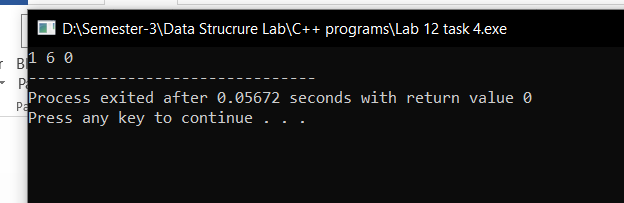 D:\Semester-3\Data Strucrure Lab\C++ programs\Lab 12 task 4.exe
1 6 0
--------------------------------
Process exited after 0.05672 seconds with return value 0
Press any key to continue . . .